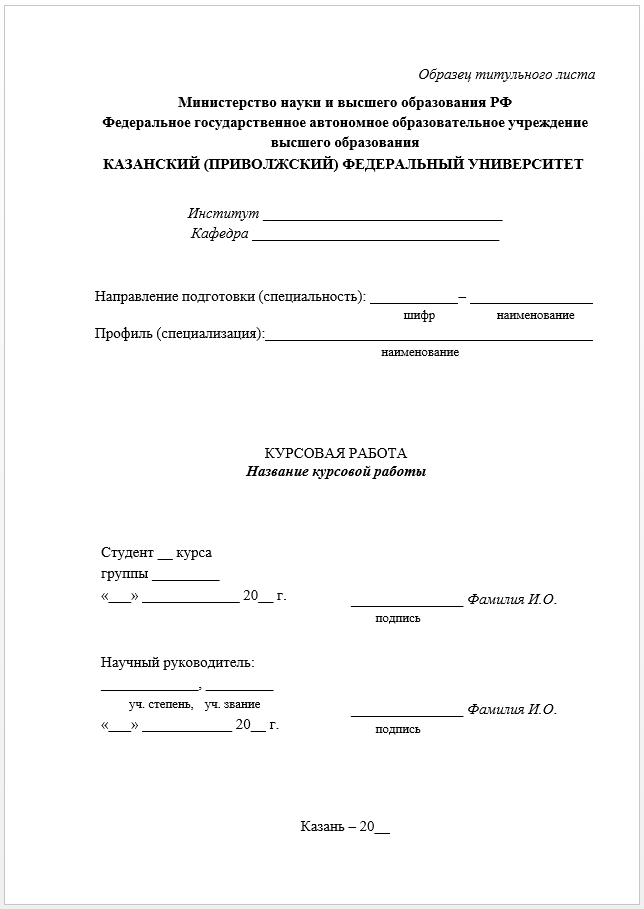 Образец титульного листа
Министерство науки и высшего образования РФ
Федеральное государственное автономное образовательное учреждение
высшего образования
КАЗАНСКИЙ (ПРИВОЛЖСКИЙ) ФЕДЕРАЛЬНЫЙ УНИВЕРСИТЕТ
Институт ________________________________
Кафедра _________________________________
Направление подготовки (специальность): ____________– ________________
шифр наименование
Профиль (специализация):____________________________________________
наименование
КУРСОВАЯ РАБОТА
Название курсовой работы
Студент __ курса
группы _________
«___» _____________ 20__ г.
_______________ Фамилия И.О.
подпись
Научный руководитель:
_____________, _________
уч. степень, уч. звание
«___» ____________ 20__ г.
_______________ Фамилия И.О.
подпись
Казань – 20__